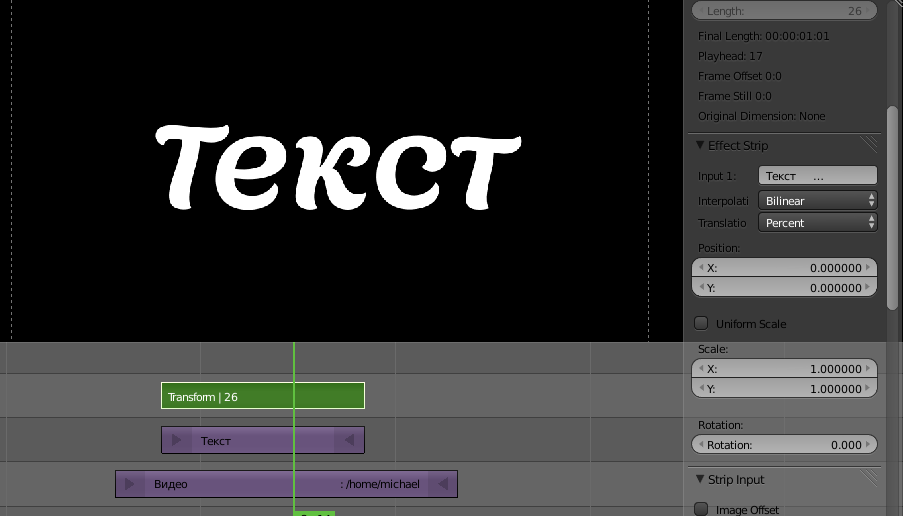 Length: 26
Final Length: 00:00:01:01
Playhead: 17
Frame Offset 0:0
Frame Still 0:0
Original Dimension: None
Effect Strip
Input 1: Текст ...
Interpolati Bilinear
Translatio Percent
Position:
X: 0.000000
Y: 0.000000
Uniform Scale
Scale:
X: 1.000000
Y: 1.000000
Rotation:
Rotation: 0.000
Strip Input
Image Offset
Текст
Transform | 26
Текст
Видео : /home/michael